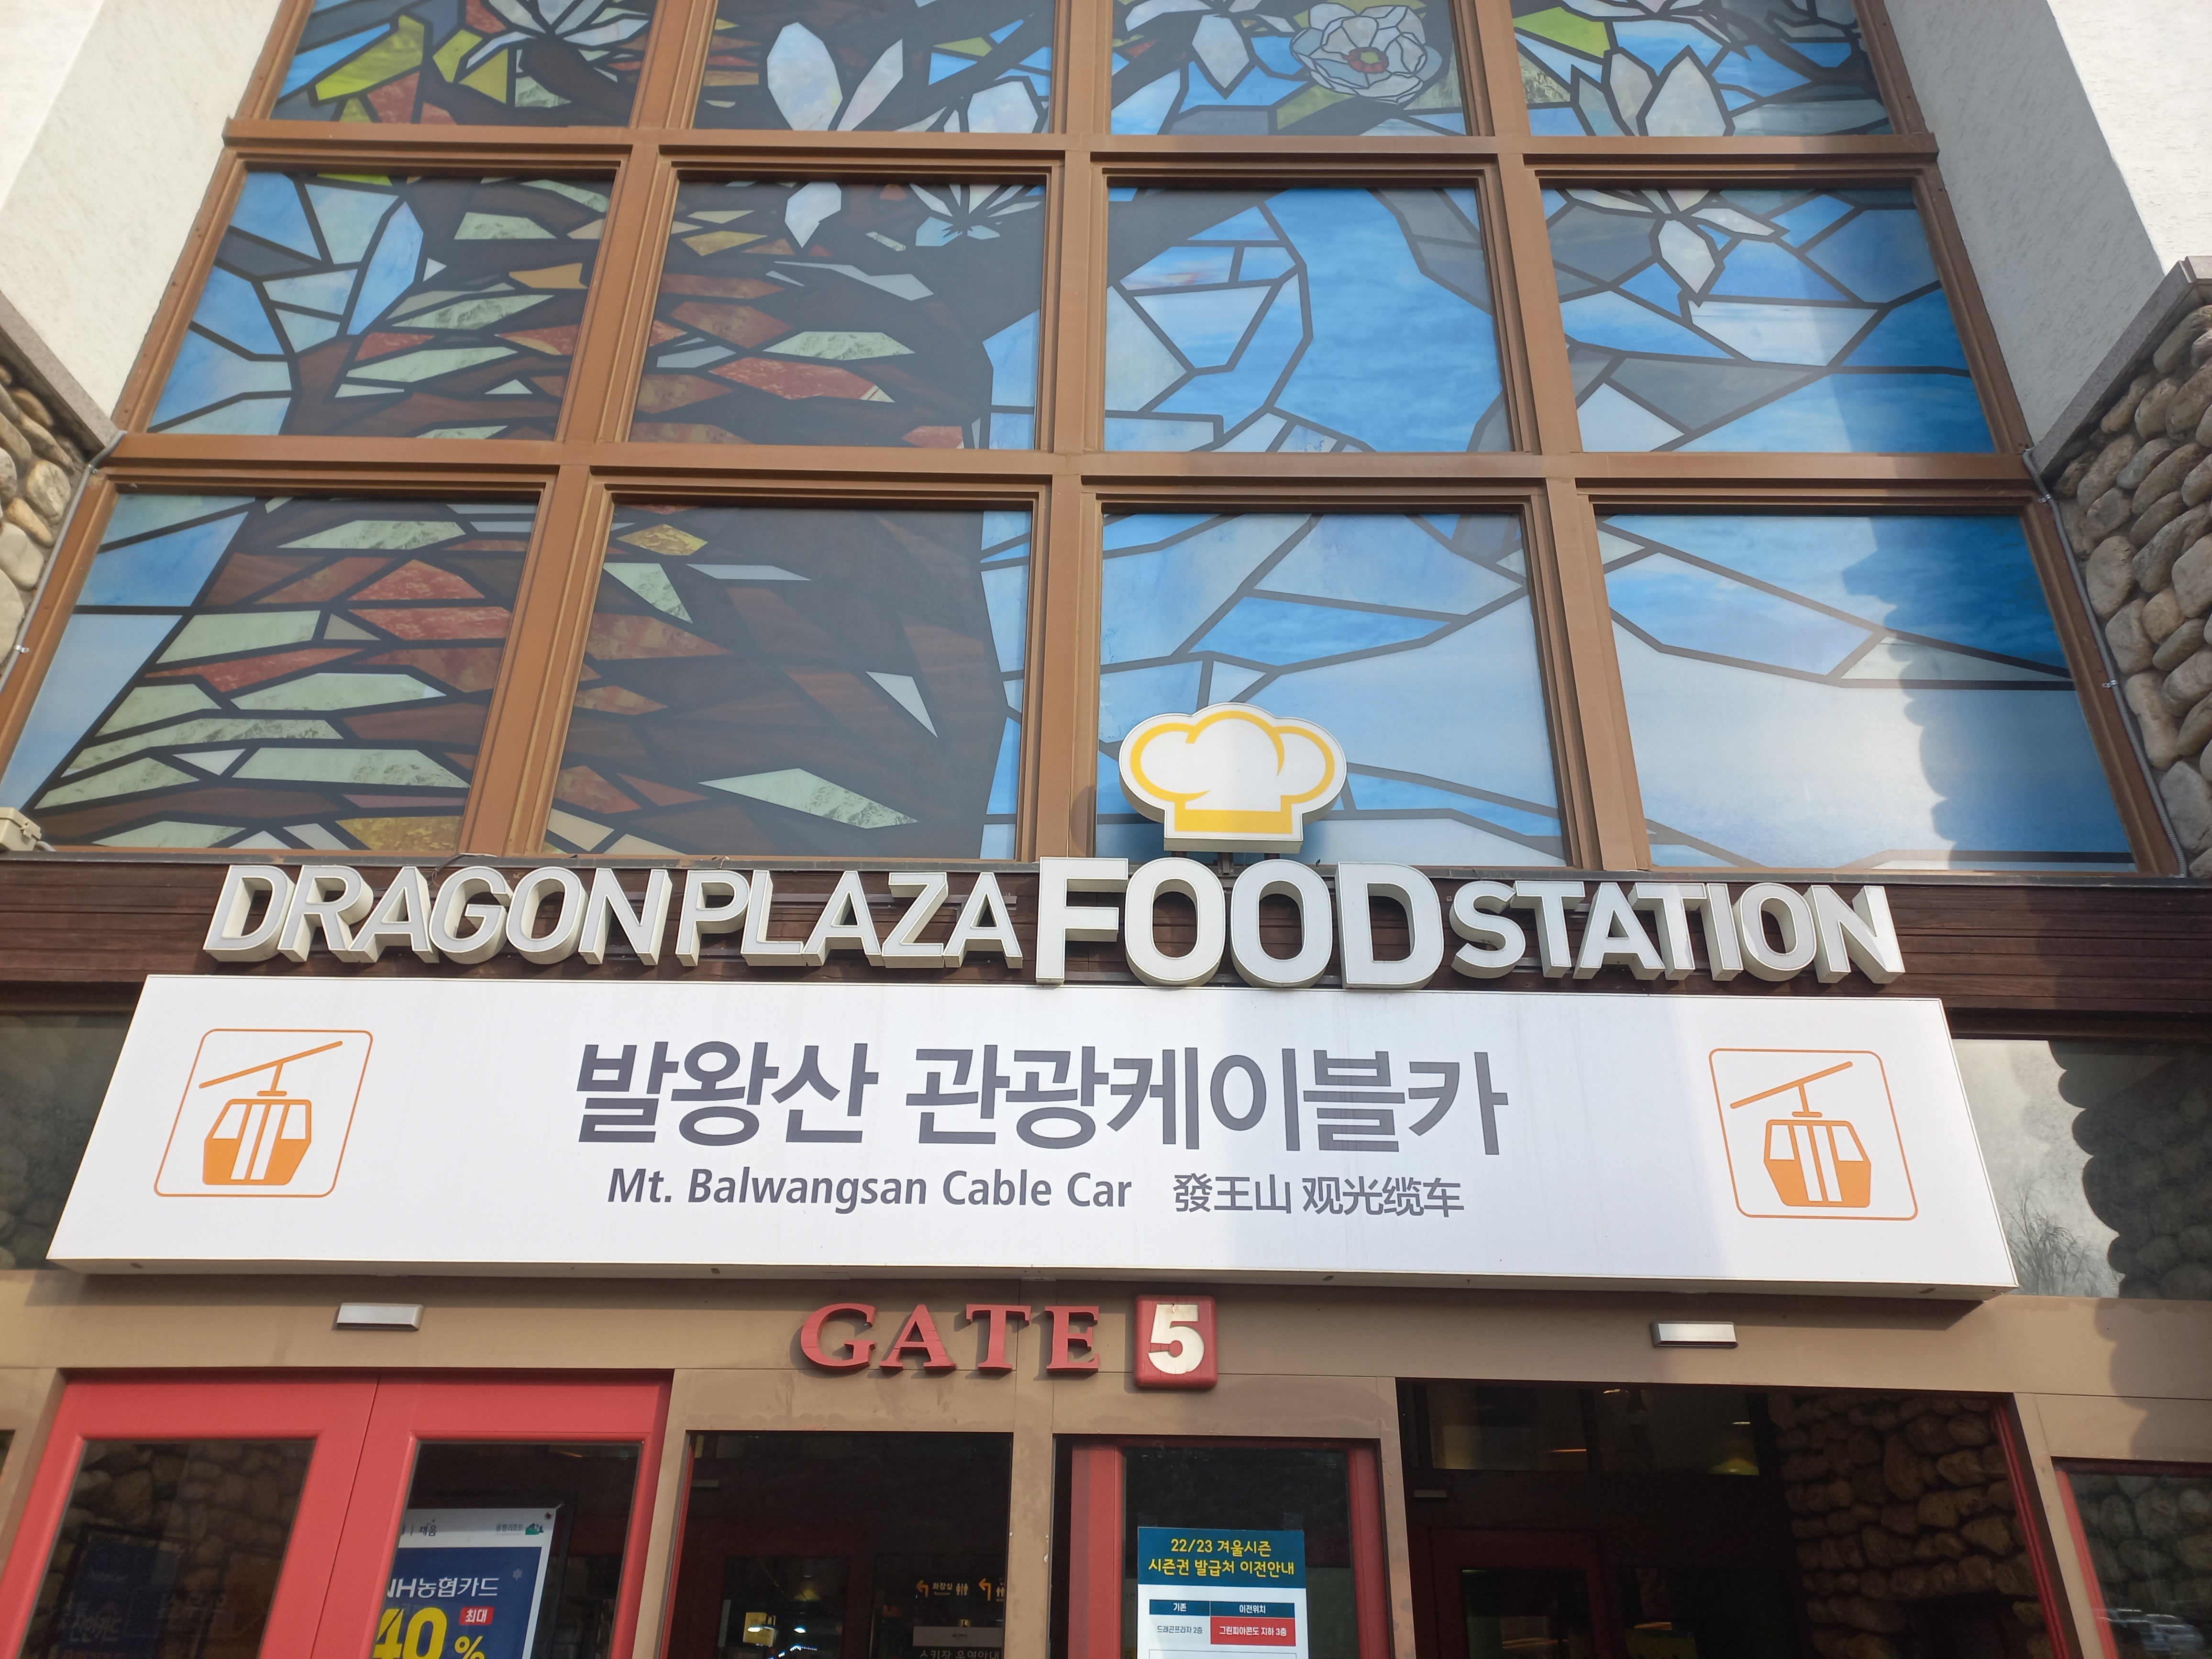 DRAGON PLAZA FOOD STATION
발왕산 관광케이블카
Mt. Balwangsan Cable Car 發王山 观光缆车
GATE 5
NH농협카드
최대
40%
화장실
22/23 겨울시즌
시즌권 발급처 이전안내
기존 이전위치
드래곤프라자 2층 그린피아콘도 지하 3층